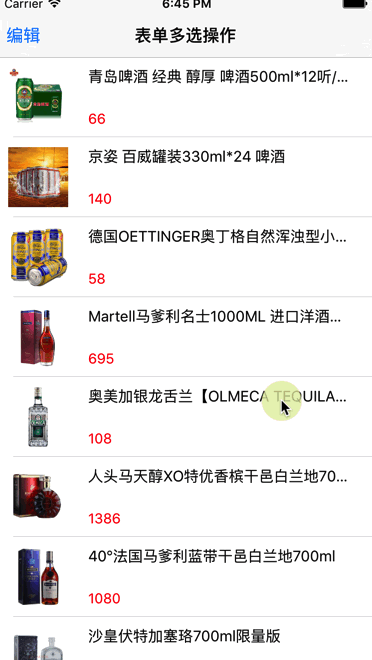 Carrier
6:45 PM
编辑
表单多选操作
青岛啤酒 经典 醇厚 啤酒500ml*12听/...
66
京姿 百威罐装330ml*24 啤酒
140
德国OETTINGER奥丁格自然浑浊型小...
58
Martell马爹利名士1000ML 进口洋酒...
695
奥美加银龙舌兰【OLMECA TEQUILA...
108
人头马天醇XO特优香槟干邑白兰地70...
1386
40°法国马爹利蓝带干邑白兰地700ml
1080
沙皇伏特加塞珞700ml限量版